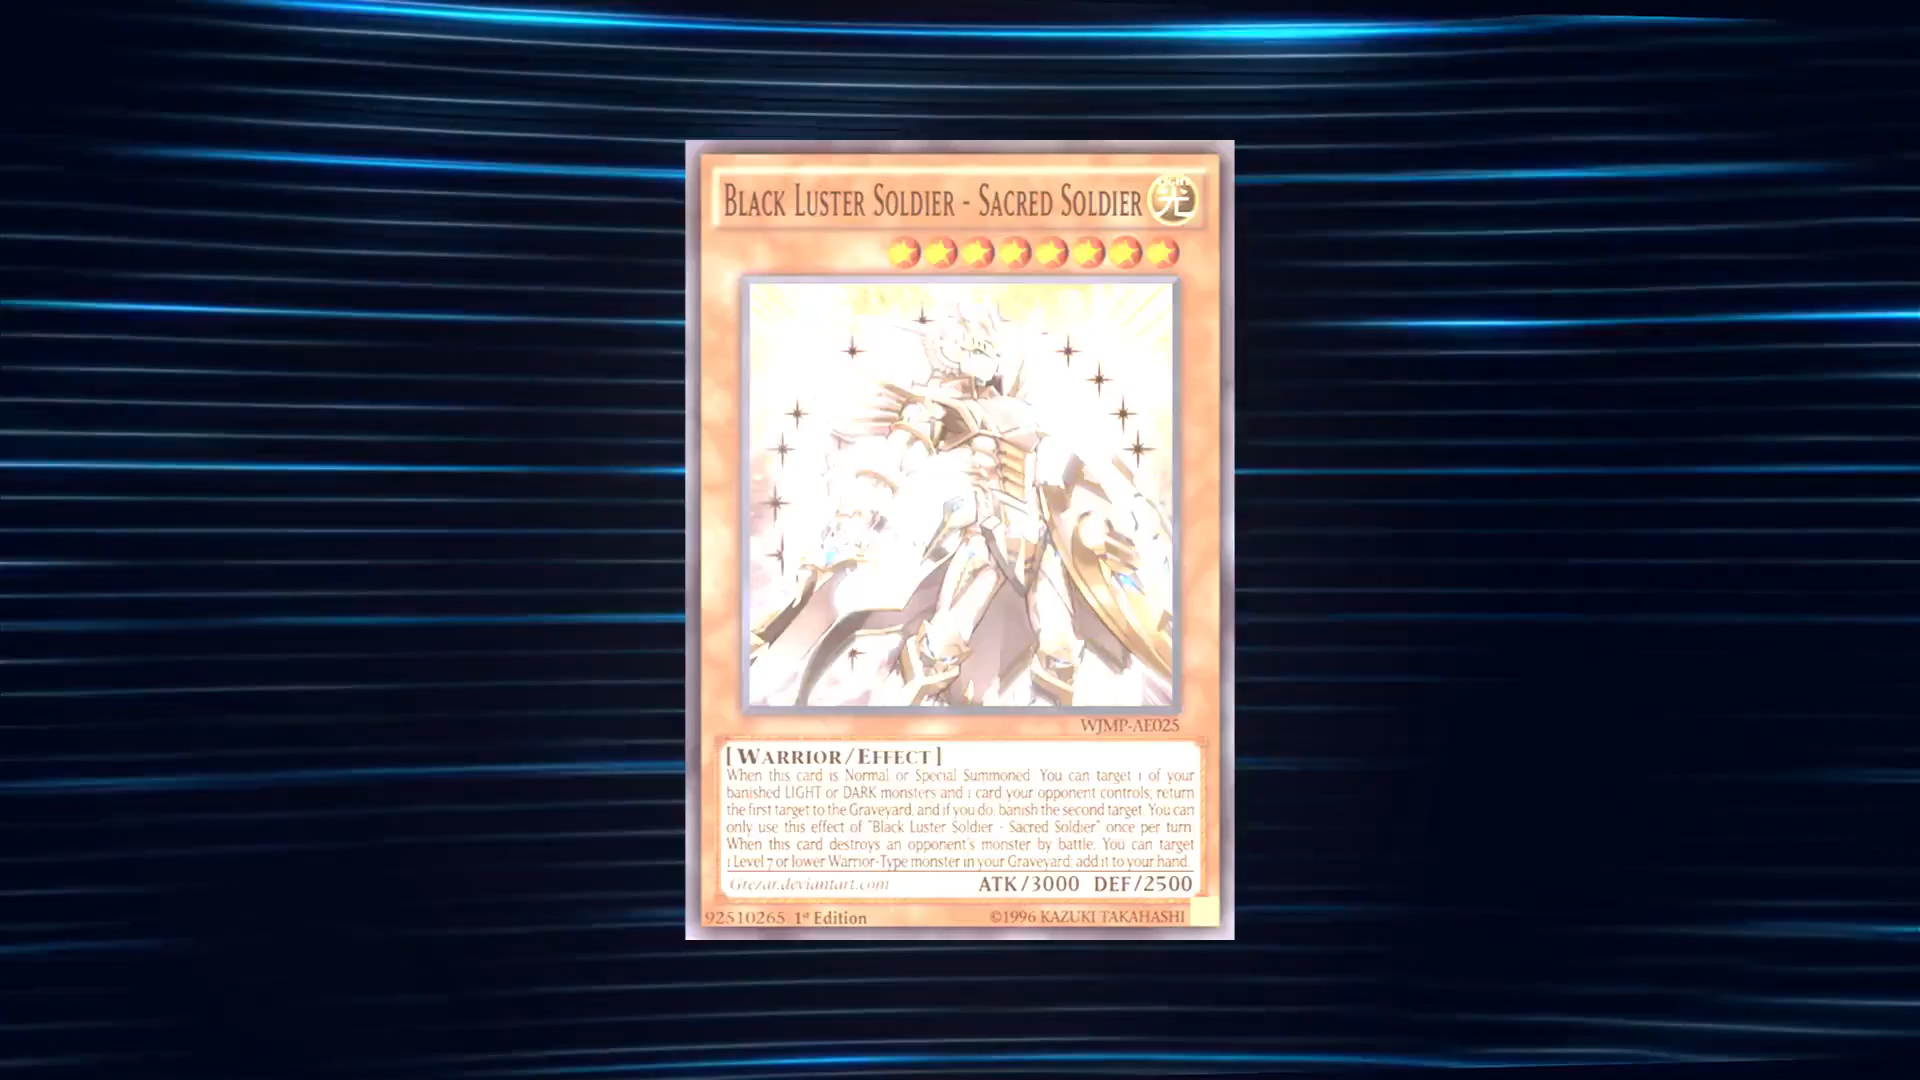 BLACK LUSTER SOLDIER - SACRED SOLDIER
LIGHT
光
WJMP-AE025
[WARRIOR/EFFECT]
When this card is Normal or Special Summoned: You can target 1 of your
banished LIGHT or DARK monsters and 1 card your opponent controls; return
the first target to the Graveyard, and if you do, banish the second target. You can
only use this effect of "Black Luster Soldier - Sacred Soldier" once per turn.
When this card destroys an opponent's monster by battle: You can target
1 Level 7 or lower Warrior-Type monster in your Graveyard; add it to your hand.
Grezar.deviantart.com
ATK/3000 DEF/2500
92510265 1st Edition
©1996 KAZUKI TAKAHASHI